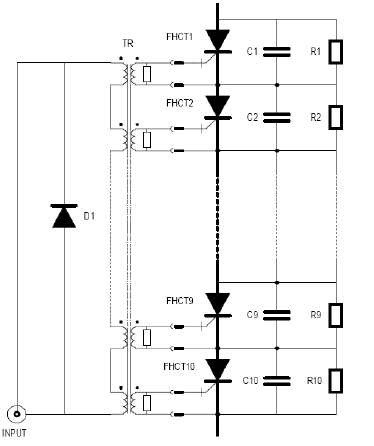 FHCT1
TR
C1
R1
FHCT2
C2
R2
D1
FHCT9
C9
R9
FHCT10
C10
R10
INPUT